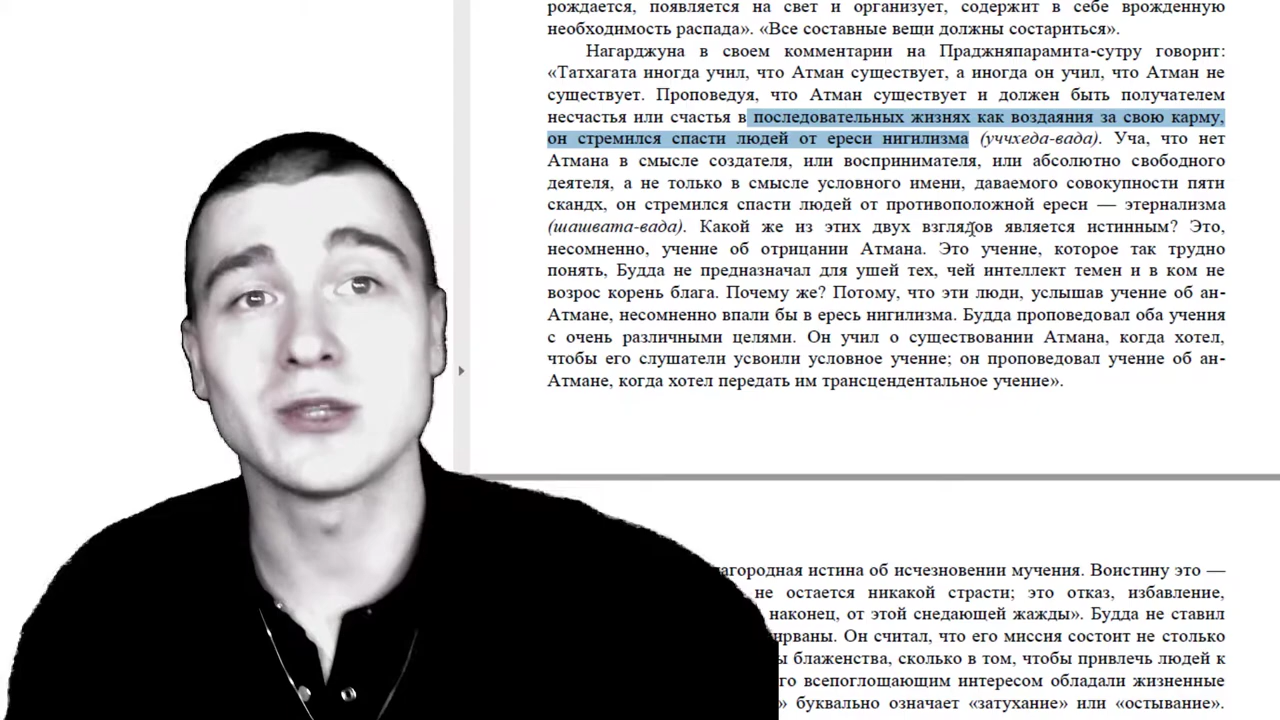 рождается, появляется на свет и организует, содержит в себе врожденную
необходимость распада». «Все составные вещи должны состариться».
Нагарджуна в своем комментарии на Праджняпарамита-сутру говорит:
«Татхагата иногда учил, что Атман существует, а иногда он учил, что Атман не
существует. Проповедуя, что Атман существует и должен быть получателем
несчастья или счастья в последовательных жизнях как воздаяния за свою карму,
он стремился спасти людей от ереси нигилизма (уччхеда-вада). Уча, что нет
Атмана в смысле создателя, или воспринимателя, или абсолютно свободного
деятеля, а не только в смысле условного имени, даваемого совокупности пяти
скандх, он стремился спасти людей от противоположной ереси — этернализма
(шашвата-вада). Какой же из этих двух взглядов является истинным? Это,
несомненно, учение об отрицании Атмана. Это учение, которое так трудно
понять, Будда не предназначал для ушей тех, чей интеллект темен и в ком не
возрос корень блага. Почему же? Потому, что эти люди, услышав учение об ан-
Атмане, несомненно впали бы в ересь нигилизма. Будда проповедовал оба учения
с очень различными целями. Он учил о существовании Атмана, когда хотел,
чтобы его слушатели усвоили условное учение; он проповедовал учение об ан-
Атмане, когда хотел передать им трансцендентальное учение».
истина об исчезновении мучения. Воистину это —
не остается никакой страсти; это отказ, избавление,
наконец, от этой снедающей жажды». Будда не ставил
Он считал, что его миссия состоит не столько
блаженства, сколько в том, чтобы привлечь людей к
всепоглощающим интересом обладали жизненные
буквально означает «затухание» или «остывание».